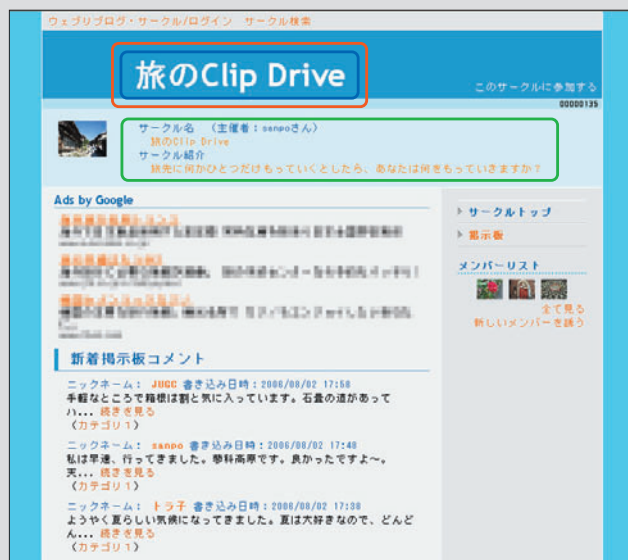 ウェブリブログ・サークル/ログイン　サークル検索
旅のClip Drive
このサークルに参加する
00000135
サークル名　(主催者:sanpoさん)
旅のClip Drive
サークル紹介
旅先に何かひとつだけもっていくとしたら、あなたは何をもっていきますか?
Ads by Google
サークルトップ
掲示板
メンバーリスト
全て見る
新しいメンバーを誘う
新着掲示板コメント
ニックネーム: JUGC 書き込み日時:2006/08/02 17:50
手軽なところで箱根は割と気に入っています。石畳の道があって
ハ... 続きを見る
(カテゴリ1)
ニックネーム: sanpo 書き込み日時:2006/08/02 17:48
私は早速、行ってきました。蓼科高原です。良かったですよ〜。
天... 続きを見る
(カテゴリ1)
ニックネーム: トラ子 書き込み日時:2006/08/02 17:38
ようやく夏らしい気候になってきました。夏は大好きなので、どんど
ん... 続きを見る
(カテゴリ1)